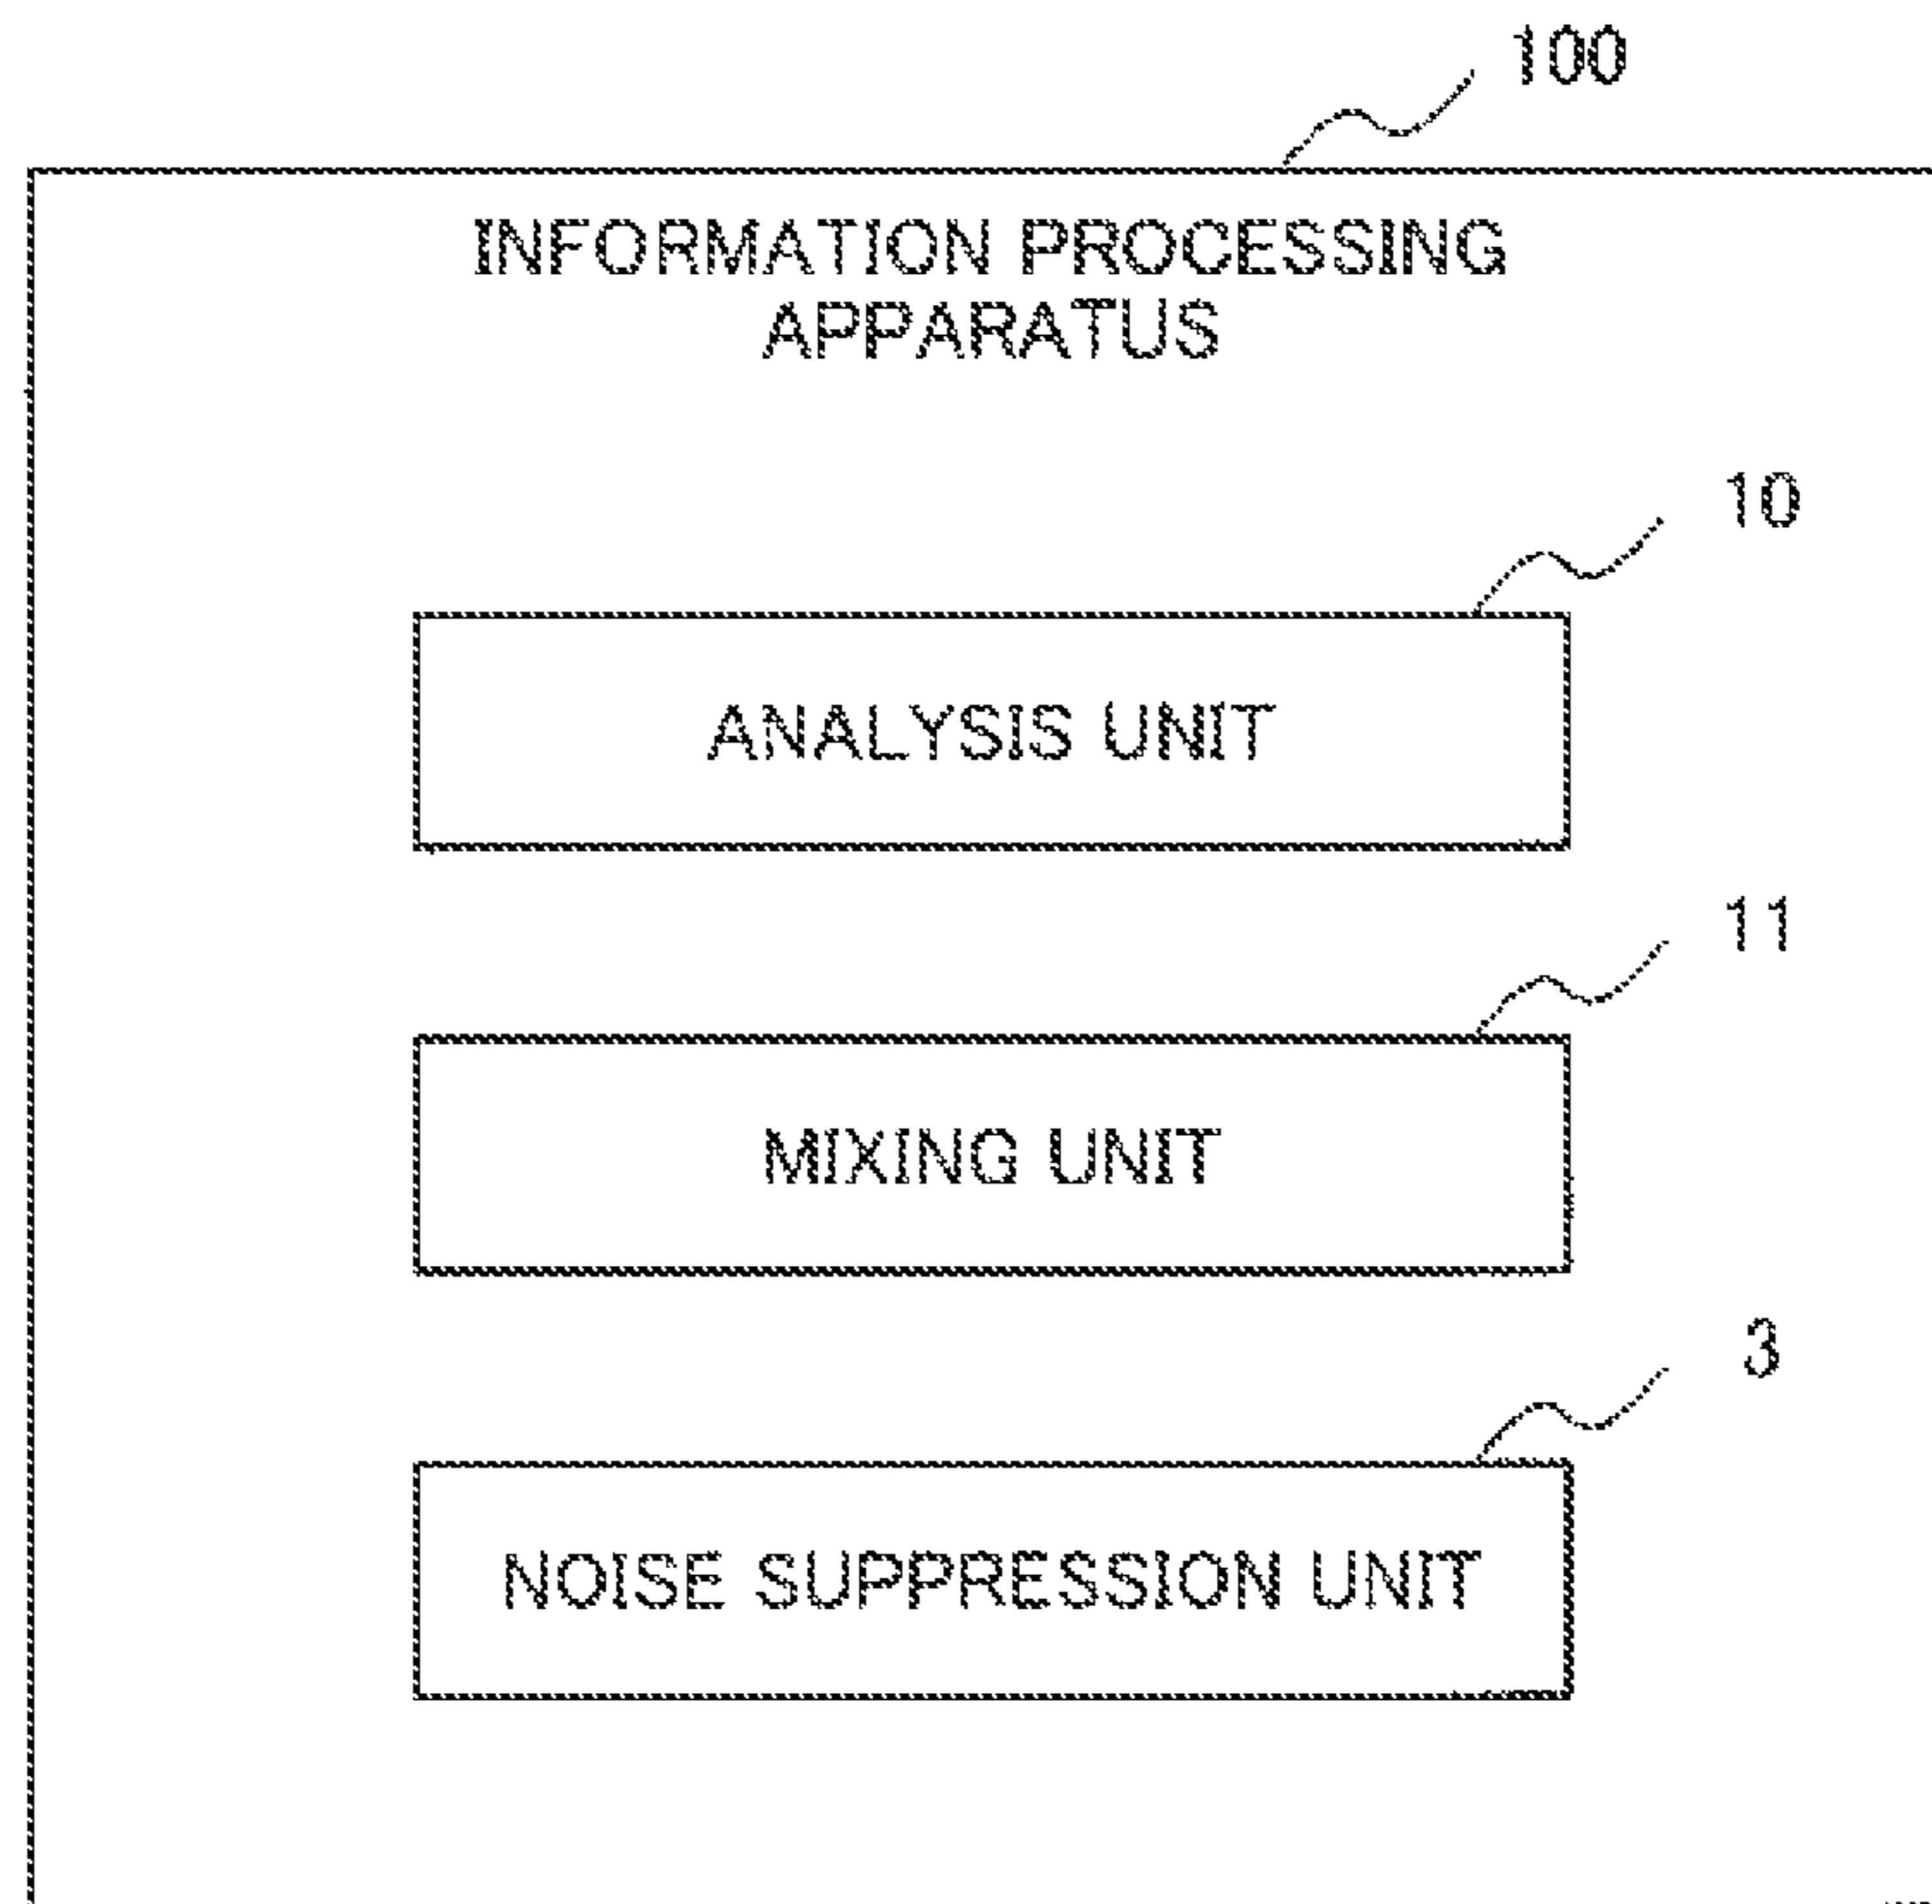 100
INFORMATION PROCESSING
APPARATUS
10
ANALYSIS UNIT
11
MIXING UNIT
3
NOISE SUPPRESSION UNIT